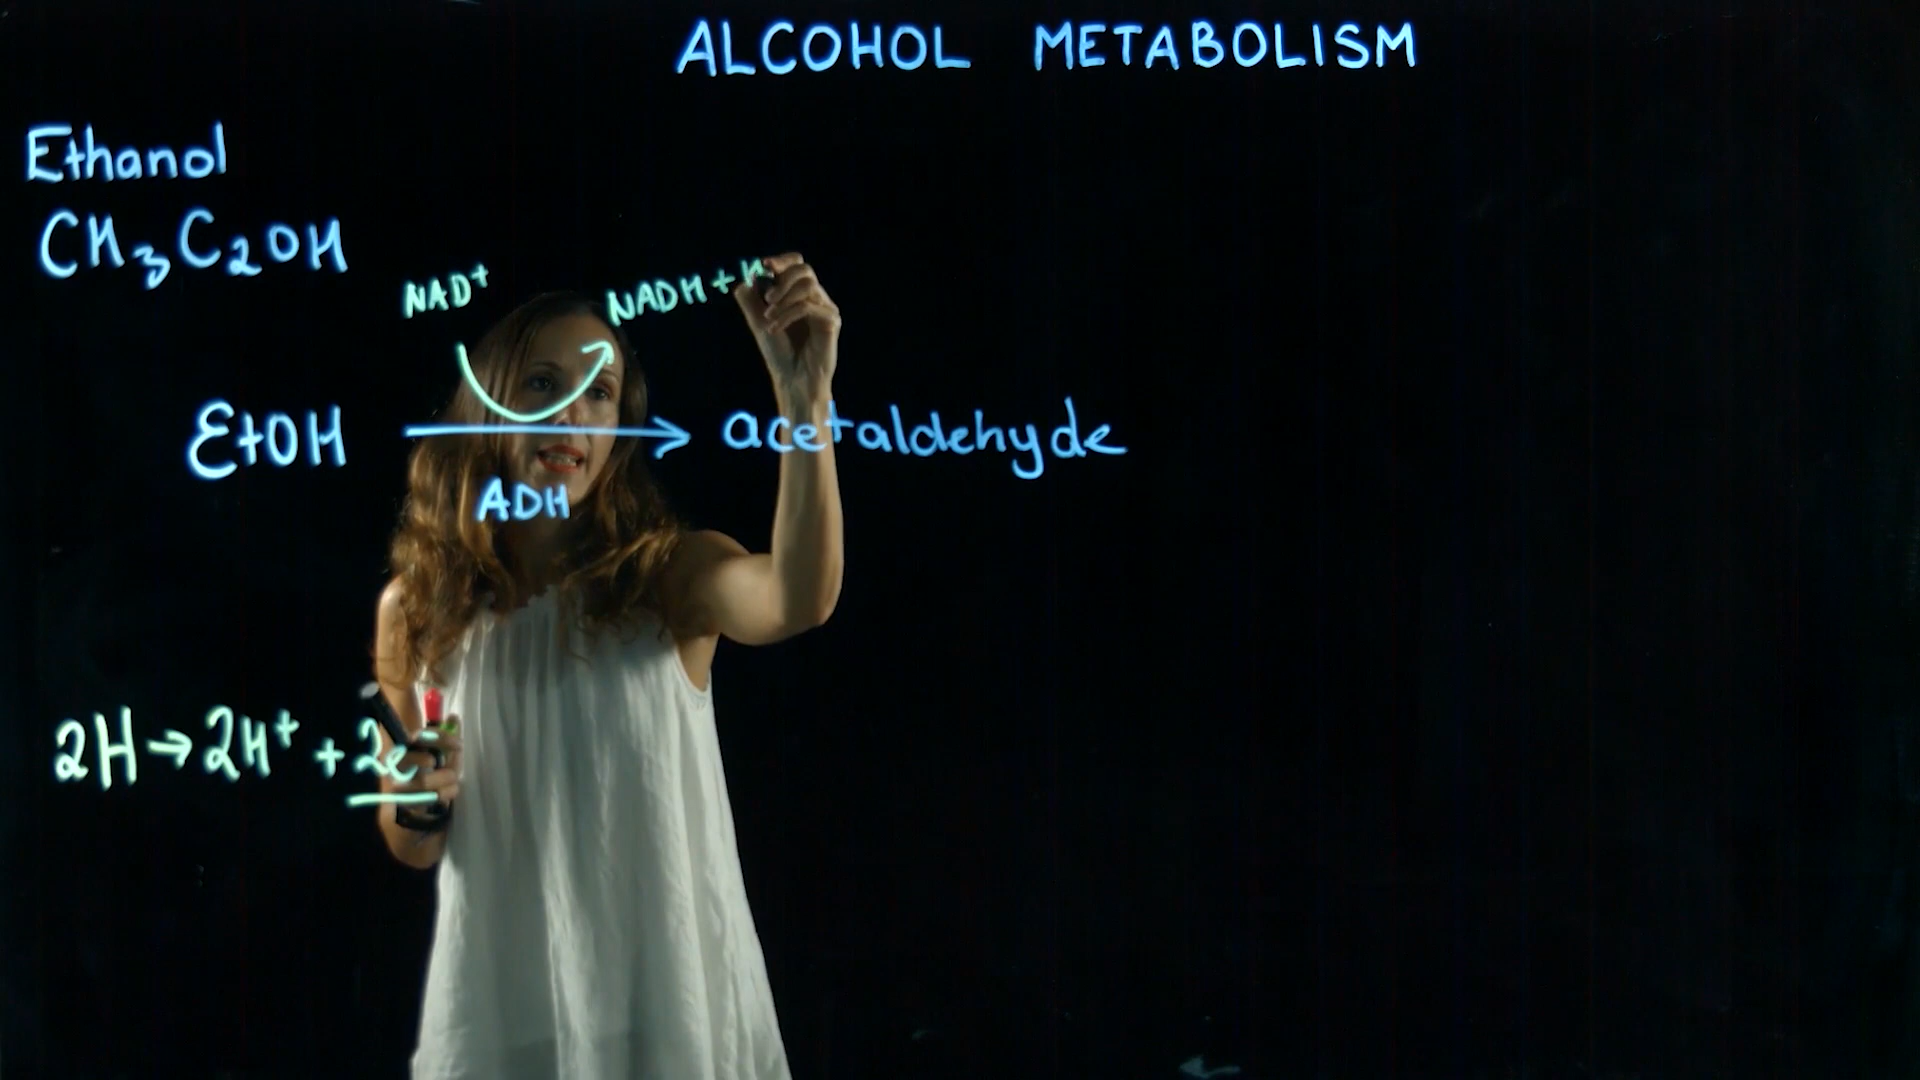 ALCOHOL METABOLISM
Ethanol
CH₃C₂OH
NAD⁺ NADH + H
EtOH → acetaldehyde
ADH
2H → 2H⁺ + 2e⁻